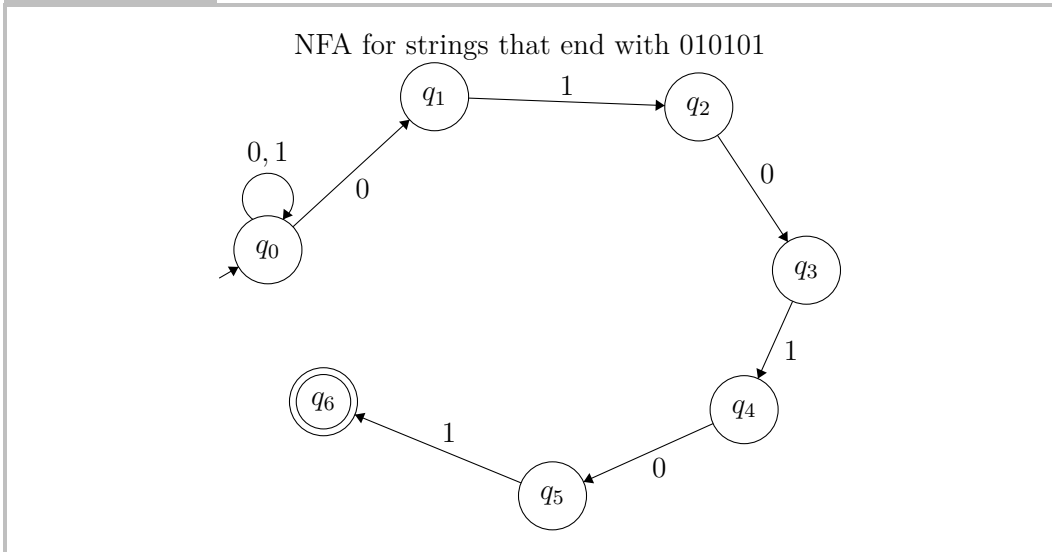 NFA for strings that end with 010101
q₁
1
q₂
0, 1
0
0
q₀
q₃
1
q₆
q₄
1
0
q₅